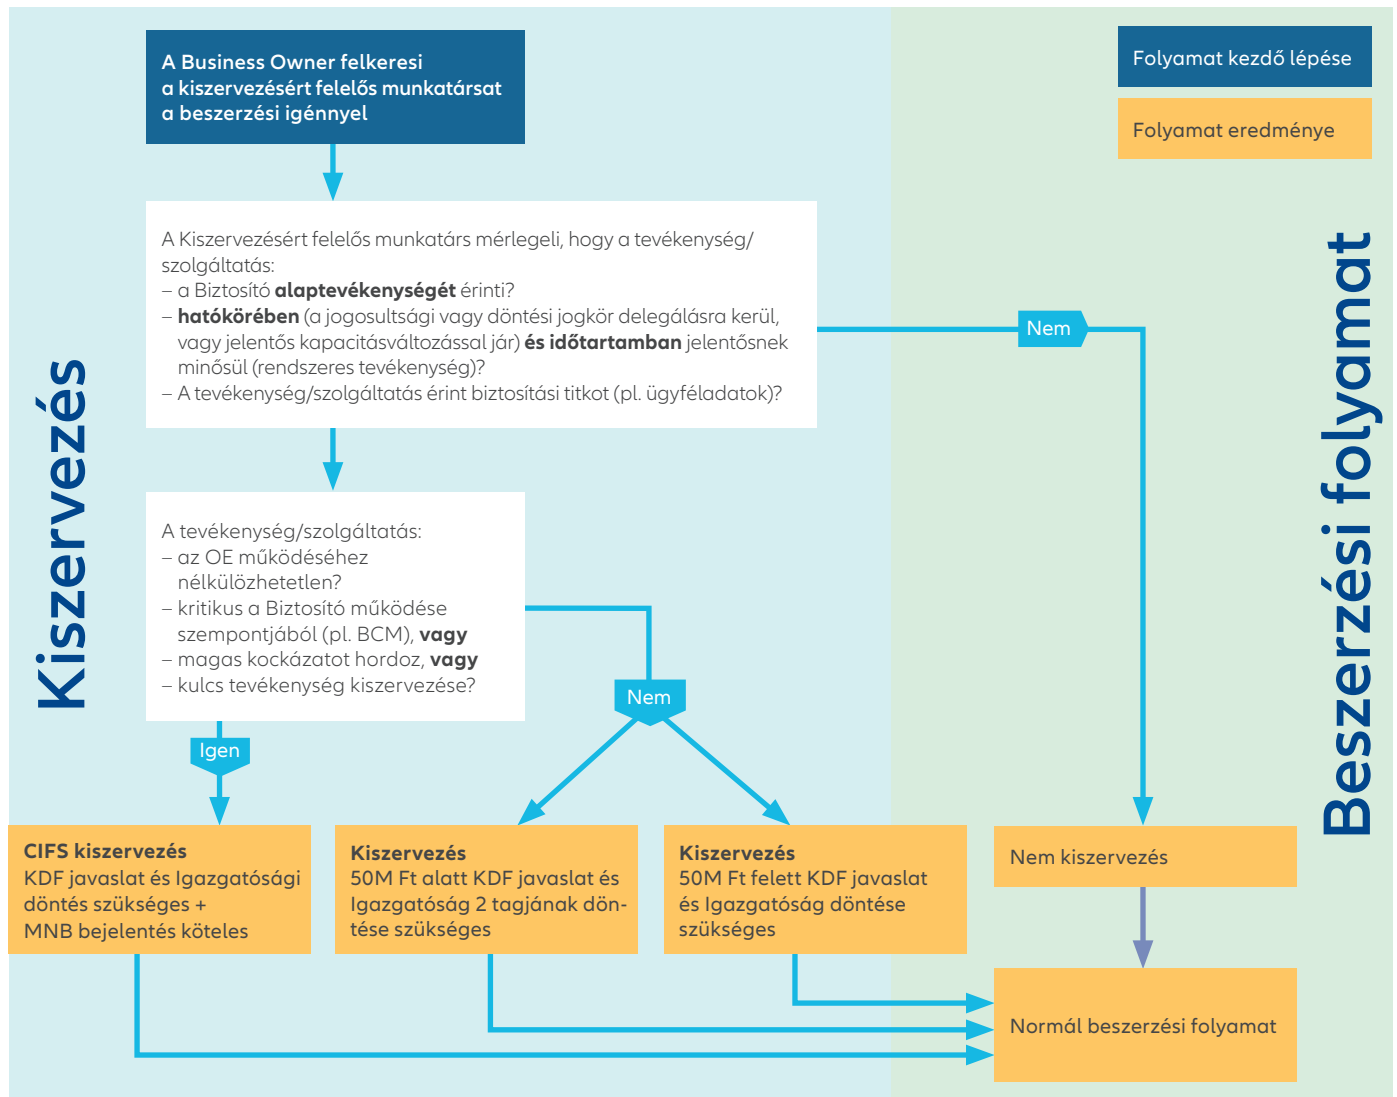 A Business Owner felkeresi
a kiszervezésért felelős munkatársat
a beszerzési igénnyel
Folyamat kezdő lépése
Folyamat eredménye
A Kiszervezésért felelős munkatárs mérlegeli, hogy a tevékenység/
szolgáltatás:
– a Biztosító alaptevékenységét érinti?
– hatókörében (a jogosultsági vagy döntési jogkör delegálásra kerül,
vagy jelentős kapacitásváltozással jár) és időtartamban jelentősnek
minősül (rendszeres tevékenység)?
– A tevékenység/szolgáltatás érint biztosítási titkot (pl. ügyféladatok)?
Nem
Kiszervezés
Beszerzési folyamat
A tevékenység/szolgáltatás:
– az OE működéséhez
nélkülözhetetlen?
– kritikus a Biztosító működése
szempontjából (pl. BCM), vagy
– magas kockázatot hordoz, vagy
– kulcs tevékenység kiszervezése?
Nem
Igen
CIFS kiszervezés
KDF javaslat és Igazgatósági
döntés szükséges +
MNB bejelentés köteles
Kiszervezés
50M Ft alatt KDF javaslat és
Igazgatóság 2 tagjának dön-
tése szükséges
Kiszervezés
50M Ft felett KDF javaslat
és Igazgatóság döntése
szükséges
Nem kiszervezés
Normál beszerzési folyamat